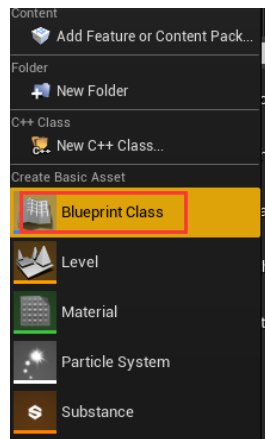 Content
Add Feature or Content Pack...
Folder
New Folder
C++ Class
C++
New C++ Class...
Create Basic Asset
Blueprint Class
Level
Material
Particle System
Substance